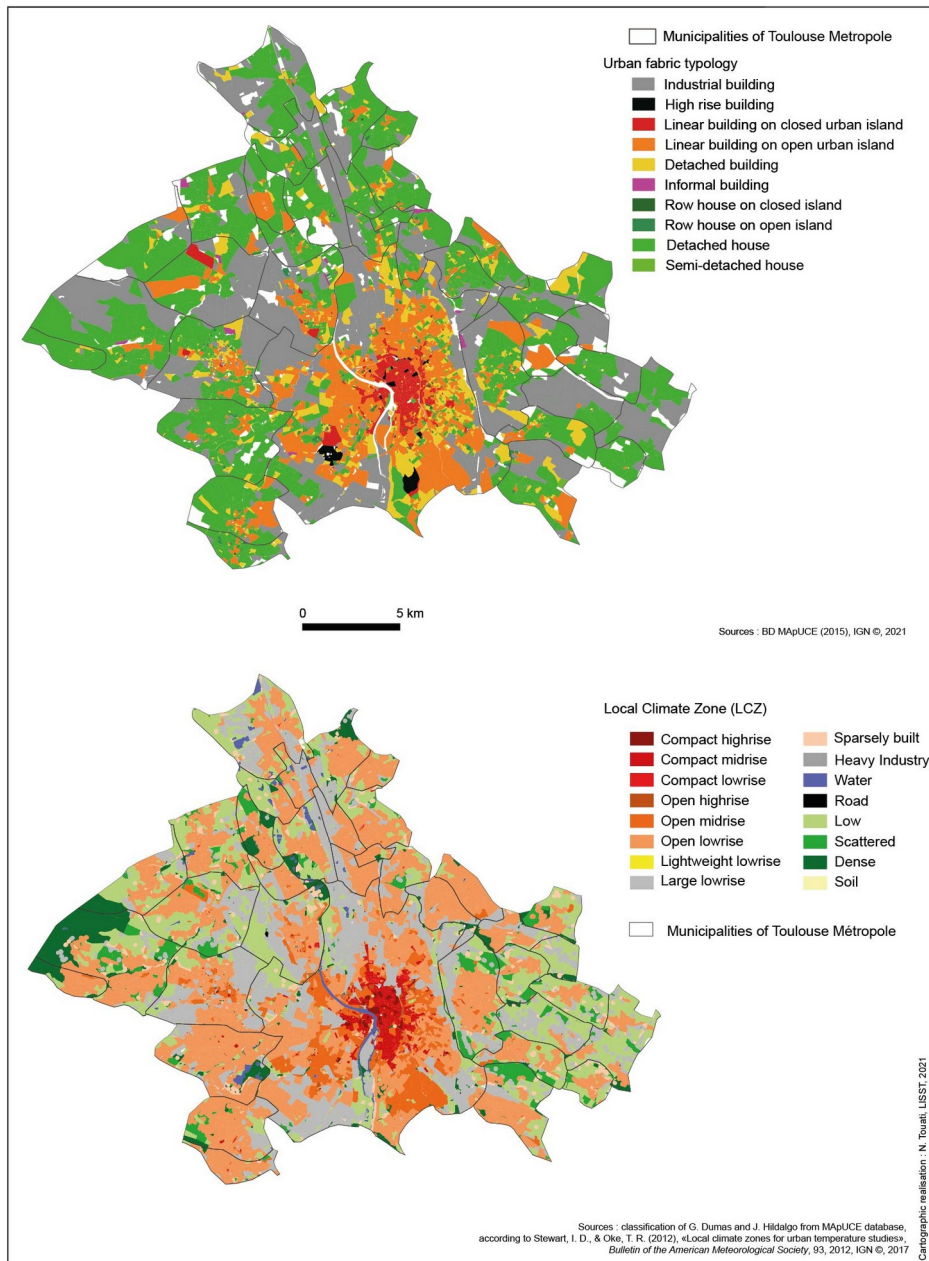 Municipalities of Toulouse Metropole
Urban fabric typology
Industrial building
High rise building
Linear building on closed urban island
Linear building on open urban island
Detached building
Informal building
Row house on closed island
Row house on open island
Detached house
Semi-detached house
0 5 km
Sources : BD MApUCE (2015), IGN ©, 2021
Local Climate Zone (LCZ)
Compact highrise
Compact midrise
Compact lowrise
Open highrise
Open midrise
Open lowrise
Lightweight lowrise
Large lowrise
Sparsely built
Heavy Industry
Water
Road
Low
Scattered
Dense
Soil
Municipalities of Toulouse Métropole
Sources : classification of G. Dumas and J. Hildalgo from MApUCE database,
according to Stewart, I. D., & Oke, T. R. (2012), «Local climate zones for urban temperature studies»,
Bulletin of the American Meteorological Society, 93, 2012, IGN ©, 2017
Cartographic realisation : N. Touati, LISST, 2021